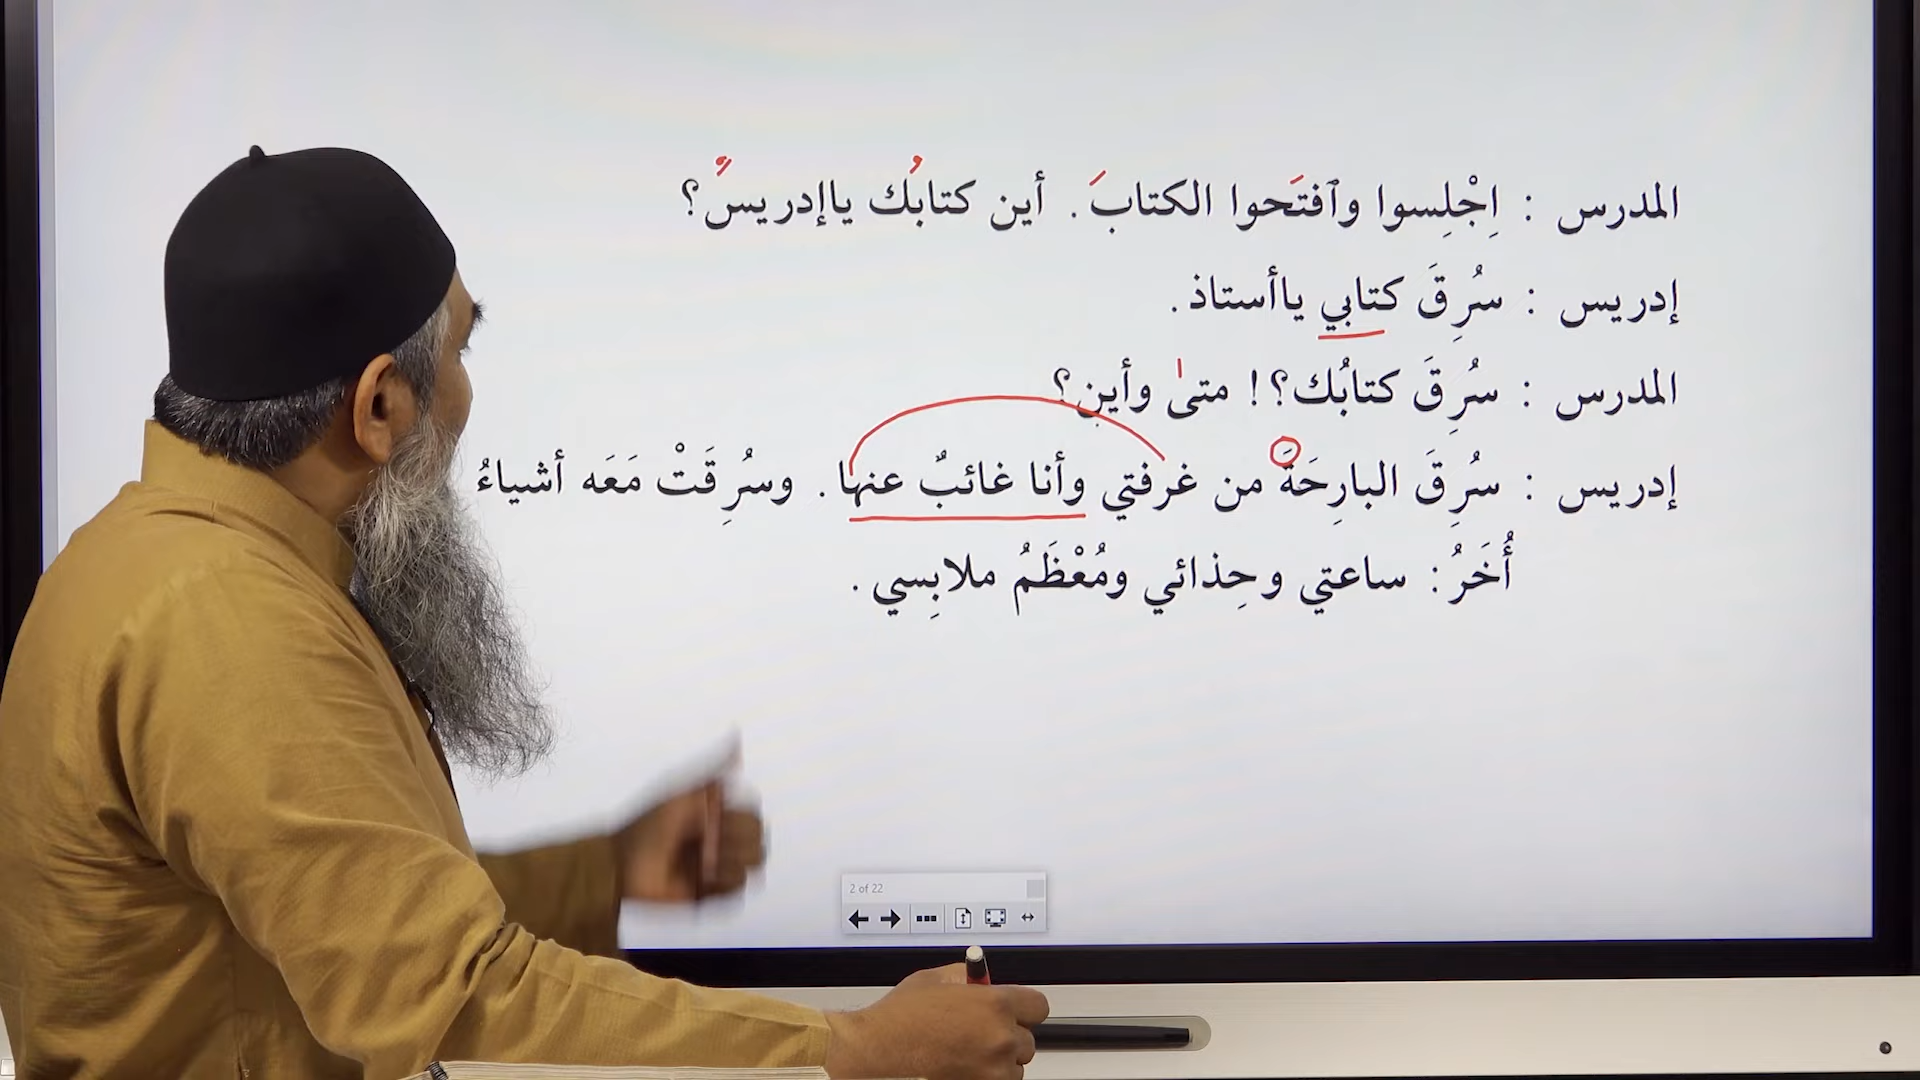 المدرس : اِجْلِسوا وٱفتَحوا الكتابَ . أين كتابُك ياإدريسُ؟
إدريس : سُرِقَ كتابي ياأستاذ .
المدرس : سُرِقَ كتابُك؟! متىٰ وأين؟
إدريس : سُرِقَ البارِحَةَ من غرفتي وأنا غائبٌ عنها . وسُرِقَتْ مَعَه أشياءُ
أُخَرُ : ساعتي وحِذائي ومُعْظَمُ ملابِسي .
2 of 22